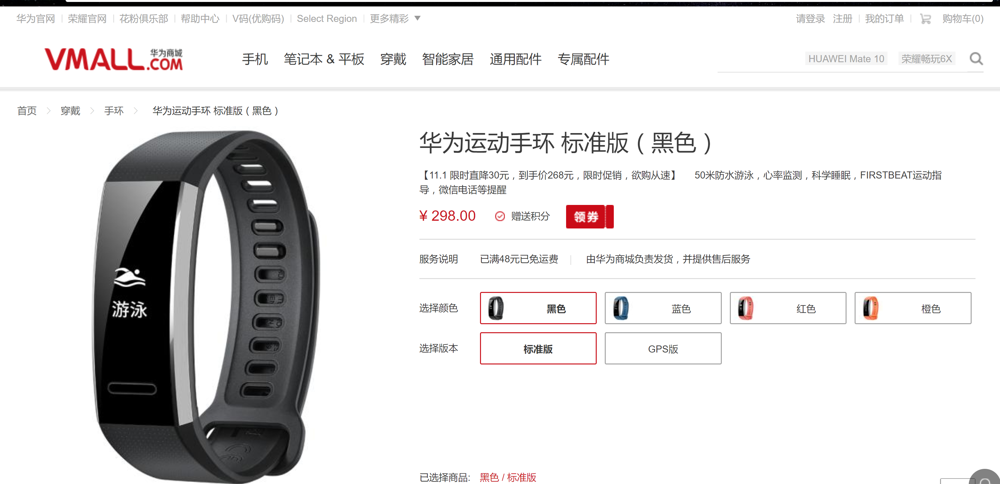 华为官网 | 荣耀官网 | 花粉俱乐部 | 帮助中心 | V码(优购码) | Select Region | 更多精彩 ▼
请登录 注册 | 我的订单 | 购物车(0)
VMALL.COM 华为商城
手机 笔记本 & 平板 穿戴 智能家居 通用配件 专属配件
HUAWEI Mate 10 荣耀畅玩6X
首页 > 穿戴 > 手环 > 华为运动手环 标准版（黑色）
游泳
华为运动手环 标准版（黑色）
【11.1 限时直降30元，到手价268元，限时促销，欲购从速】 50米防水游泳，心率监测，科学睡眠，FIRSTBEAT运动指
导，微信电话等提醒
¥ 298.00 赠送积分 领券
服务说明 已满48元已免运费 | 由华为商城负责发货，并提供售后服务
选择颜色 黑色 蓝色 红色 橙色
选择版本 标准版 GPS版
已选择商品: 黑色 / 标准版